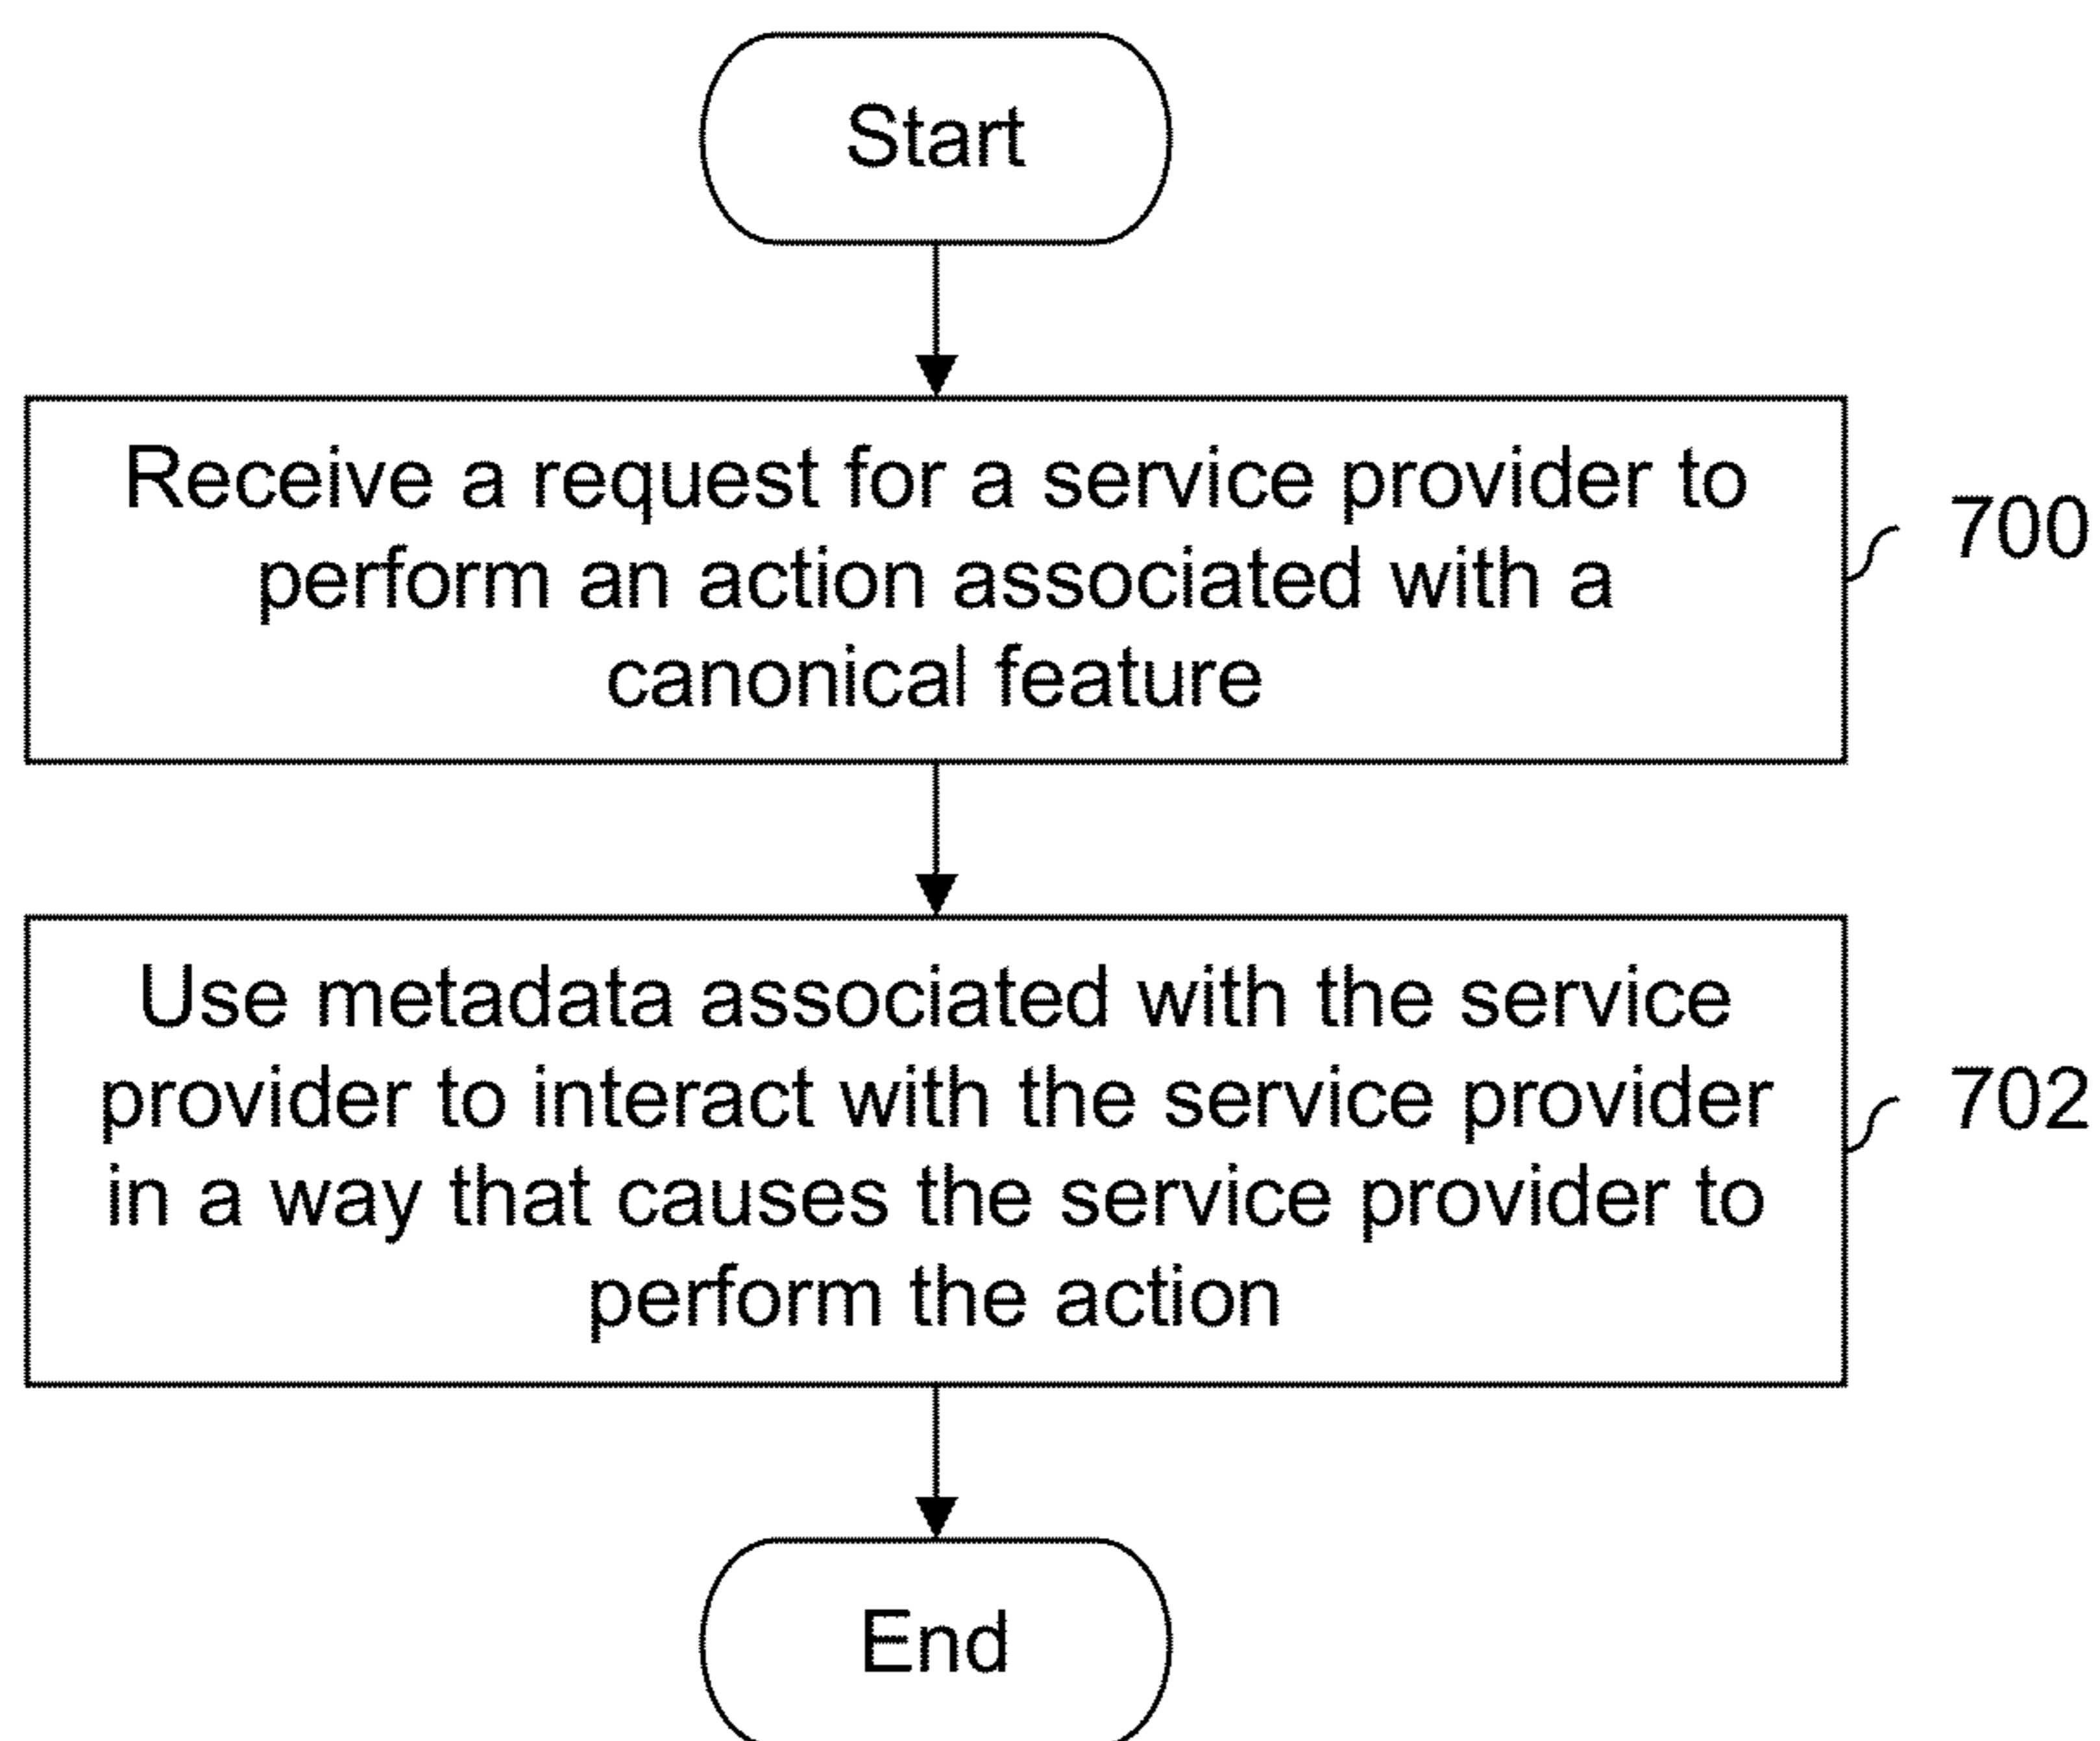 Start
Receive a request for a service provider to
perform an action associated with a
canonical feature
700
Use metadata associated with the service
provider to interact with the service provider
in a way that causes the service provider to
perform the action
702
End